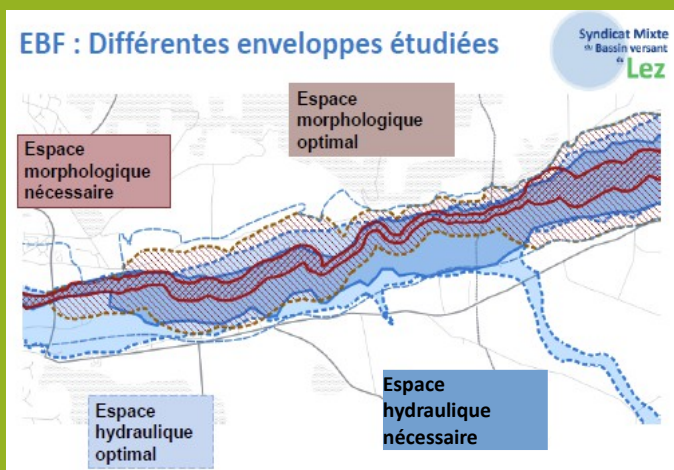 EBF : Différentes enveloppes étudiées
Syndicat Mixte
du Bassin versant
du Lez
Espace
morphologique
optimal
Espace
morphologique
nécessaire
Espace
hydraulique
optimal
Espace
hydraulique
nécessaire